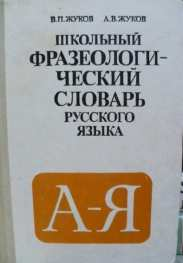 В.П. ЖУКОВ А.В. ЖУКОВ
ШКОЛЬНЫЙ
ФРАЗЕОЛОГИ-
ЧЕСКИЙ
СЛОВАРЬ
РУССКОГО
ЯЗЫКА
А-Я